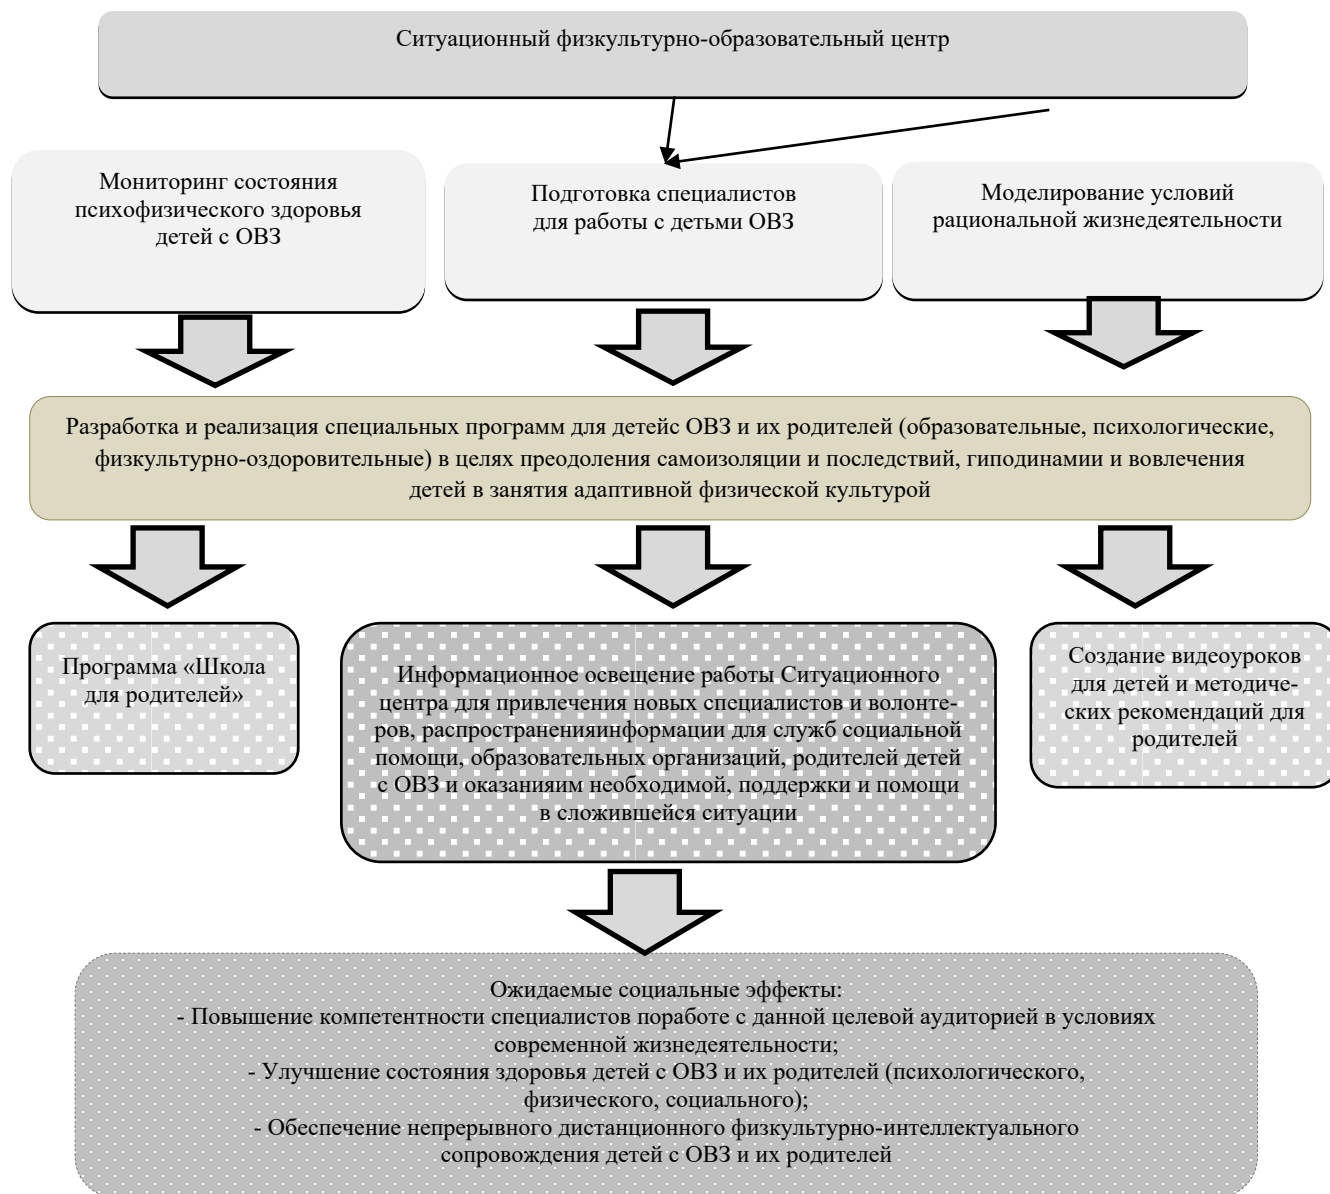 Ситуационный физкультурно-образовательный центр
Мониторинг состояния
психофизического здоровья
детей с ОВЗ
Подготовка специалистов
для работы с детьми ОВЗ
Моделирование условий
рациональной жизнедеятельности
Разработка и реализация специальных программ для детейс ОВЗ и их родителей (образовательные, психологические,
физкультурно-оздоровительные) в целях преодоления самоизоляции и последствий, гиподинамии и вовлечения
детей в занятия адаптивной физической культурой
Программа «Школа
для родителей»
Информационное освещение работы Ситуационного
центра для привлечения новых специалистов и волонте-
ров, распространенияинформации для служб социальной
помощи, образовательных организаций, родителей детей
с ОВЗ и оказанияим необходимой, поддержки и помощи
в сложившейся ситуации
Создание видеоуроков
для детей и методиче-
ских рекомендаций для
родителей
Ожидаемые социальные эффекты:
- Повышение компетентности специалистов поработе с данной целевой аудиторией в условиях
современной жизнедеятельности;
- Улучшение состояния здоровья детей с ОВЗ и их родителей (психологического,
физического, социального);
- Обеспечение непрерывного дистанционного физкультурно-интеллектуального
сопровождения детей с ОВЗ и их родителей